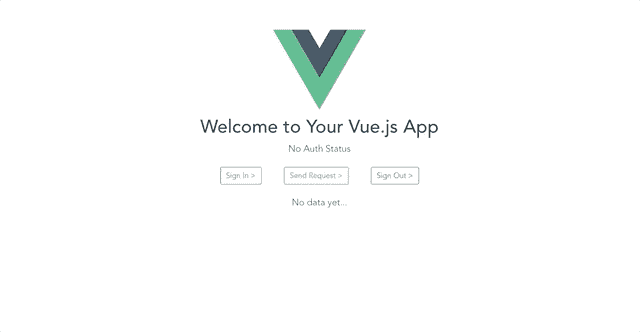 Welcome to Your Vue.js App
No Auth Status
Sign In > Send Request > Sign Out >
No data yet...